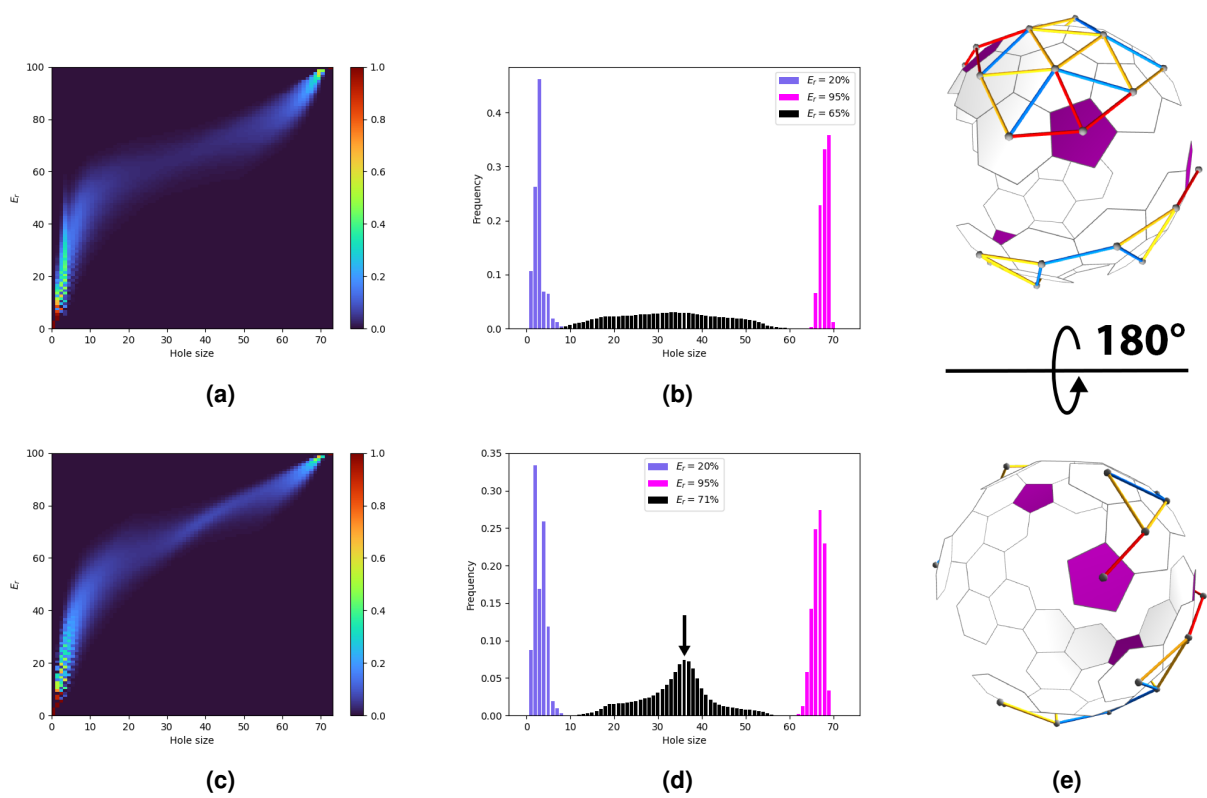 100
80
60
40
20
0
E_r
0 10 20 30 40 50 60 70
Hole size
1.0
0.8
0.6
0.4
0.2
0.0
(a)
0.4
0.3
0.2
0.1
0.0
Frequency
E_r = 20%
E_r = 95%
E_r = 65%
0 10 20 30 40 50 60 70
Hole size
(b)
180°
100
80
60
40
20
0
E_r
0 10 20 30 40 50 60 70
Hole size
1.0
0.8
0.6
0.4
0.2
0.0
(c)
0.35
0.30
0.25
0.20
0.15
0.10
0.05
0.00
Frequency
E_r = 20%
E_r = 95%
E_r = 71%
0 10 20 30 40 50 60 70
Hole size
(d)
(e)